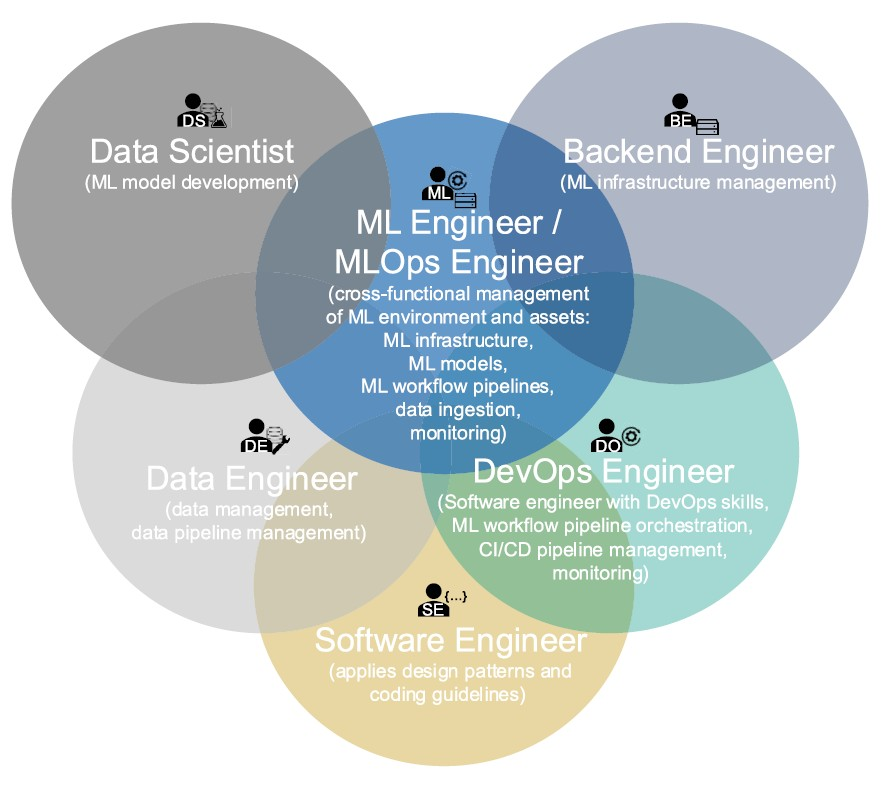 DS
Data Scientist
(ML model development)
BE
Backend Engineer
(ML infrastructure management)
ML
ML Engineer /
MLOps Engineer
(cross-functional management
of ML environment and assets:
ML infrastructure,
ML models,
ML workflow pipelines,
data ingestion,
monitoring)
DE
Data Engineer
(data management,
data pipeline management)
DO
DevOps Engineer
(Software engineer with DevOps skills,
ML workflow pipeline orchestration,
CI/CD pipeline management,
monitoring)
SE {...}
Software Engineer
(applies design patterns and
coding guidelines)